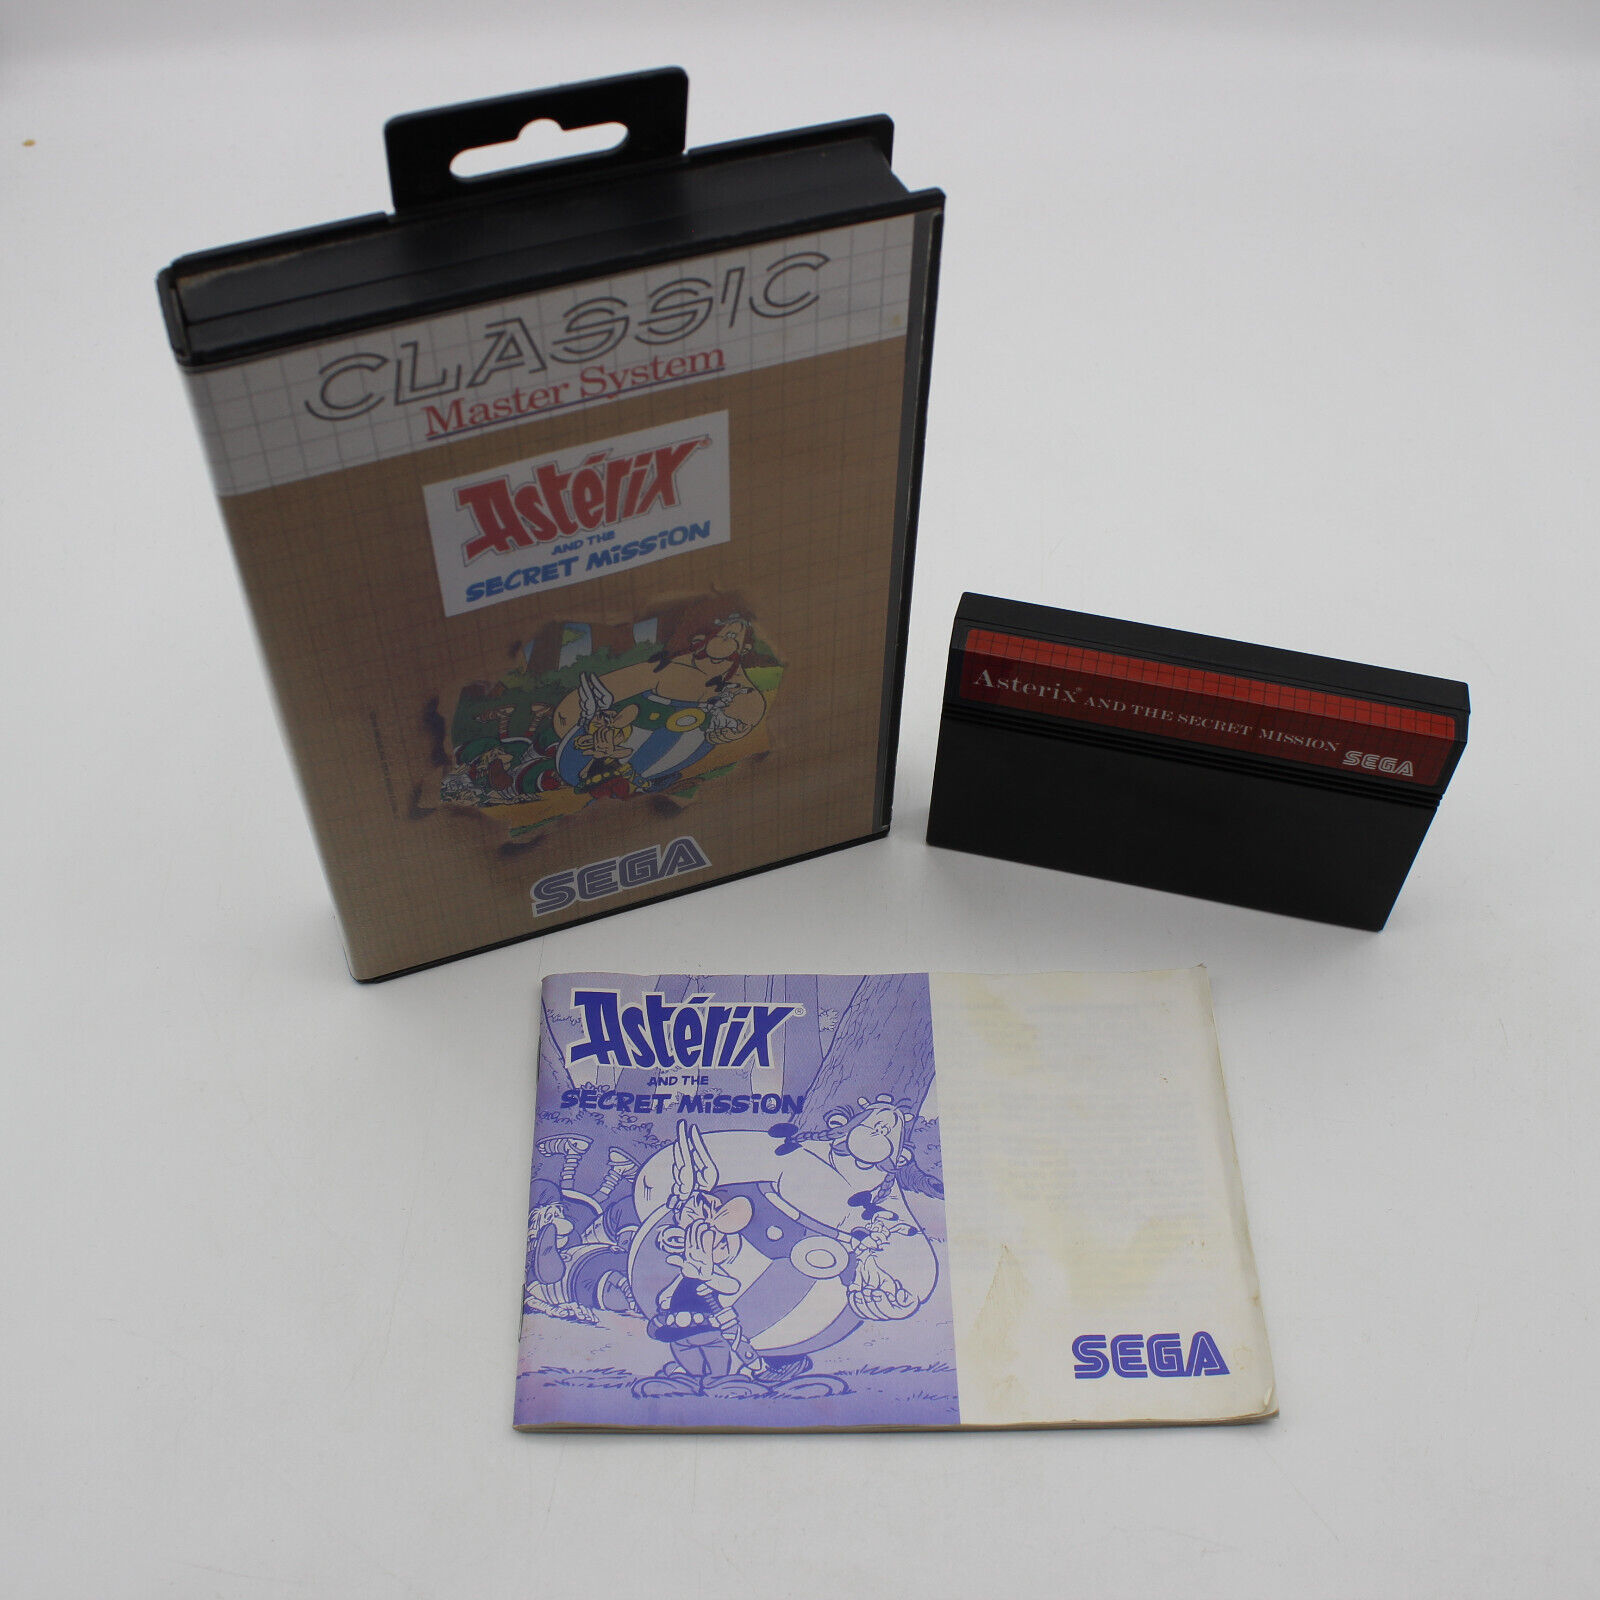 CLASSIC
Master System
Astérix®
AND THE
SECRET MISSION
SEGA
Asterix® AND THE SECRET MISSION
SEGA
Astérix®
AND THE
SECRET MISSION
SEGA